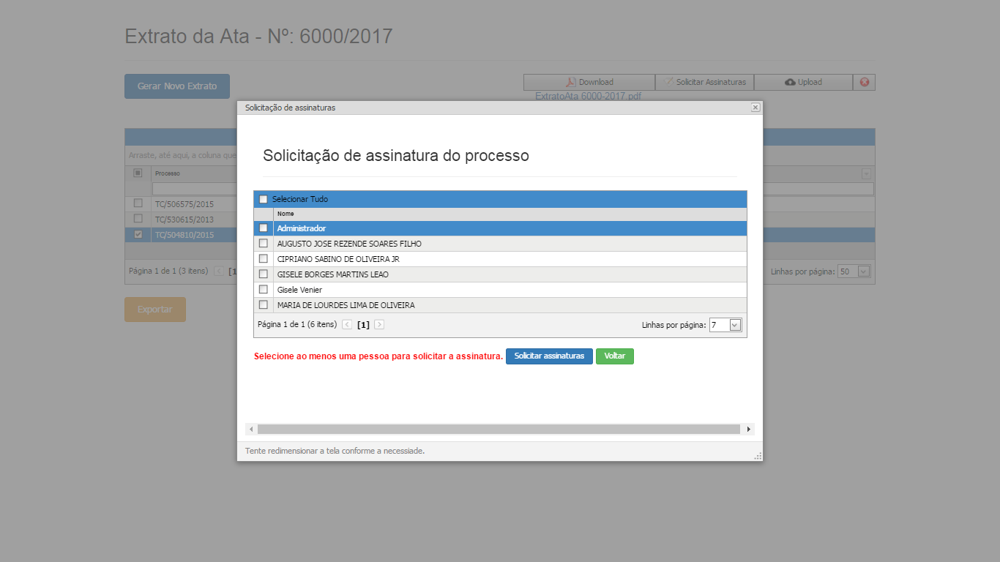 Extrato da Ata - Nº: 6000/2017
Gerar Novo Extrato
Download
Solicitar Assinaturas
Upload
ExtratoAta 6000-2017.pdf
Solicitação de assinaturas
Arraste, até aqui, a coluna que
Processo
TC/506575/2015
TC/530615/2013
TC/504810/2015
Página 1 de 1 (3 itens) [1
Linhas por página: 50
Exportar
Solicitação de assinatura do processo
Selecionar Tudo
Nome
Administrador
AUGUSTO JOSE REZENDE SOARES FILHO
CIPRIANO SABINO DE OLIVEIRA JR
GISELE BORGES MARTINS LEAO
Gisele Venier
MARIA DE LOURDES LIMA DE OLIVEIRA
Página 1 de 1 (6 itens) [1]
Linhas por página: 7
Selecione ao menos uma pessoa para solicitar a assinatura. Solicitar assinaturas Voltar
Tente redimensionar a tela conforme a necessiade.